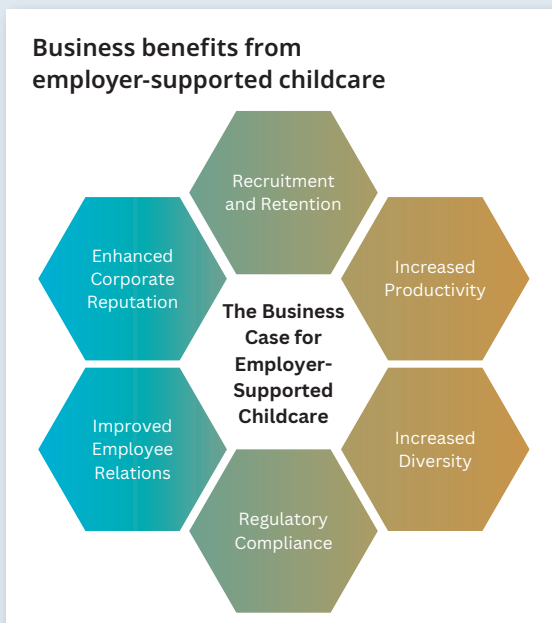 Business benefits from
employer-supported childcare
Recruitment
and Retention
Enhanced
Corporate
Reputation
Increased
Productivity
The Business
Case for
Employer-
Supported
Childcare
Improved
Employee
Relations
Increased
Diversity
Regulatory
Compliance